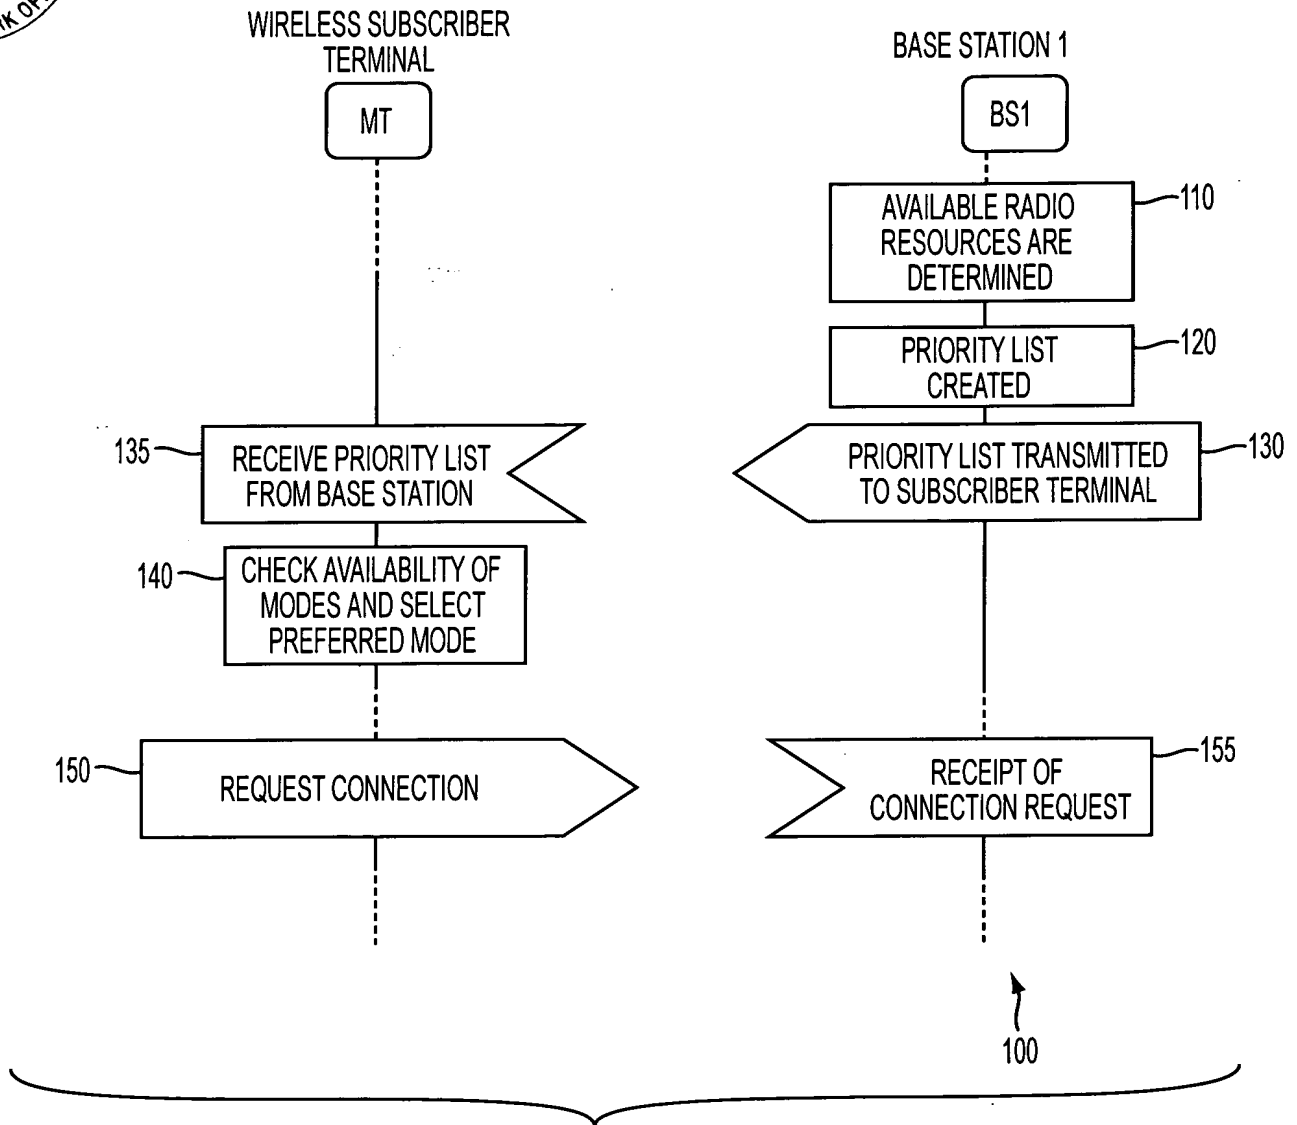 WIRELESS SUBSCRIBER
TERMINAL
MT
BASE STATION 1
BS1
AVAILABLE RADIO
RESOURCES ARE
DETERMINED
110
PRIORITY LIST
CREATED
120
135
RECEIVE PRIORITY LIST
FROM BASE STATION
PRIORITY LIST TRANSMITTED
TO SUBSCRIBER TERMINAL
130
140
CHECK AVAILABILITY OF
MODES AND SELECT
PREFERRED MODE
150
REQUEST CONNECTION
RECEIPT OF
CONNECTION REQUEST
155
100